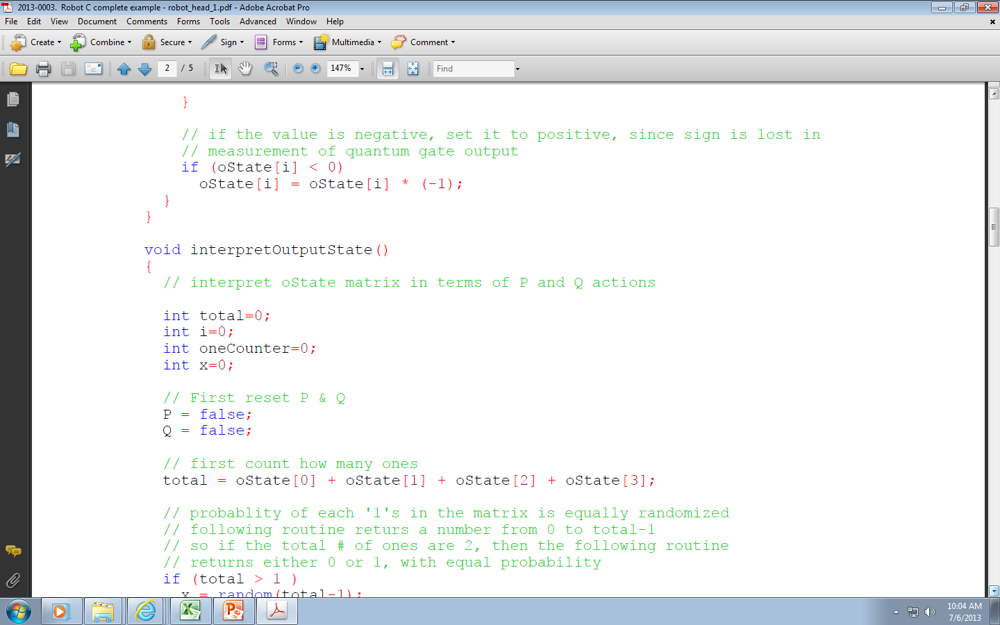 2013-0003.  Robot C complete example - robot_head_1.pdf - Adobe Acrobat Pro
File Edit View Document Comments Forms Tools Advanced Window Help
Create Combine Secure Sign Forms Multimedia Comment
2 / 5 147% Find
}
// if the value is negative, set it to positive, since sign is lost in
// measurement of quantum gate output
if (oState[i] < 0)
oState[i] = oState[i] * (-1);
}
}
void interpretOutputState()
{
// interpret oState matrix in terms of P and Q actions
int total=0;
int i=0;
int oneCounter=0;
int x=0;
// First reset P & Q
P = false;
Q = false;
// first count how many ones
total = oState[0] + oState[1] + oState[2] + oState[3];
// probablity of each '1's in the matrix is equally randomized
// following routine returs a number from 0 to total-1
// so if the total # of ones are 2, then the following routine
// returns either 0 or 1, with equal probability
if (total > 1 )
x = random(total-1);
10:04 AM
7/6/2013